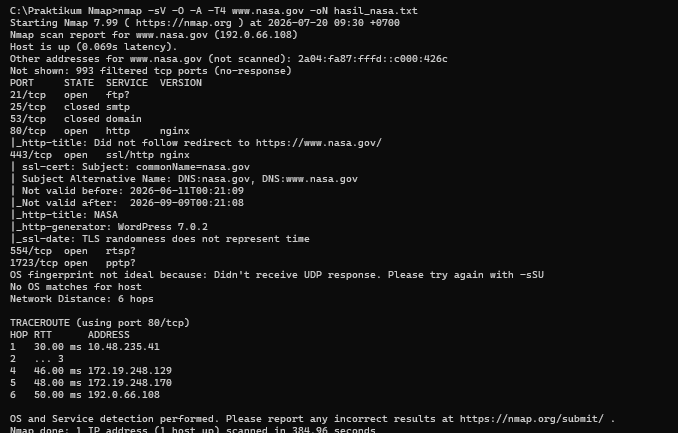 C:\Praktikum Nmap>nmap -sV -O -A -T4 www.nasa.gov -oN hasil_nasa.txt
Starting Nmap 7.99 ( https://nmap.org ) at 2026-07-20 09:30 +0700
Nmap scan report for www.nasa.gov (192.0.66.108)
Host is up (0.069s latency).
Other addresses for www.nasa.gov (not scanned): 2a04:fa87:fffd::c000:426c
Not shown: 993 filtered tcp ports (no-response)
PORT     STATE  SERVICE  VERSION
21/tcp   open   ftp?
25/tcp   closed smtp
53/tcp   closed domain
80/tcp   open   http     nginx
|_http-title: Did not follow redirect to https://www.nasa.gov/
443/tcp  open   ssl/http nginx
| ssl-cert: Subject: commonName=nasa.gov
| Subject Alternative Name: DNS:nasa.gov, DNS:www.nasa.gov
| Not valid before: 2026-06-11T00:21:09
|_Not valid after:  2026-09-09T00:21:08
|_http-title: NASA
|_http-generator: WordPress 7.0.2
|_ssl-date: TLS randomness does not represent time
554/tcp  open   rtsp?
1723/tcp open   pptp?
OS fingerprint not ideal because: Didn't receive UDP response. Please try again with -sSU
No OS matches for host
Network Distance: 6 hops
TRACEROUTE (using port 80/tcp)
HOP RTT      ADDRESS
1   30.00 ms 10.48.235.41
2   ... 3
4   46.00 ms 172.19.248.129
5   48.00 ms 172.19.248.170
6   50.00 ms 192.0.66.108
OS and Service detection performed. Please report any incorrect results at https://nmap.org/submit/ .
Nmap done: 1 IP address (1 host up) scanned in 384.96 seconds